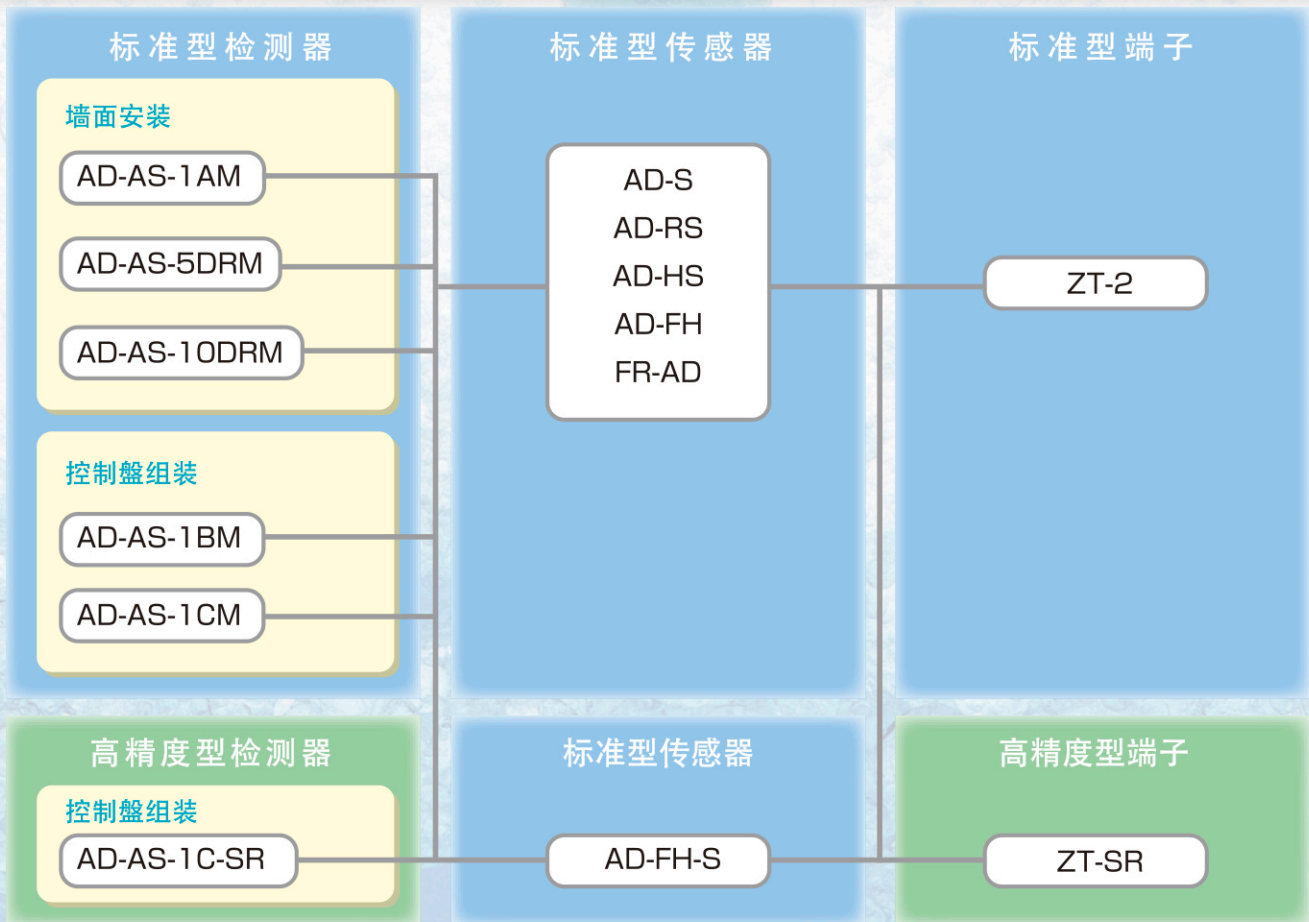 标准型检测器
墙面安装
AD-AS-1AM
AD-AS-5DRM
AD-AS-10DRM
控制盤组装
AD-AS-1BM
AD-AS-1CM
标准型传感器
AD-S
AD-RS
AD-HS
AD-FH
FR-AD
标准型端子
ZT-2
高精度型检测器
控制盤组装
AD-AS-1C-SR
标准型传感器
AD-FH-S
高精度型端子
ZT-SR